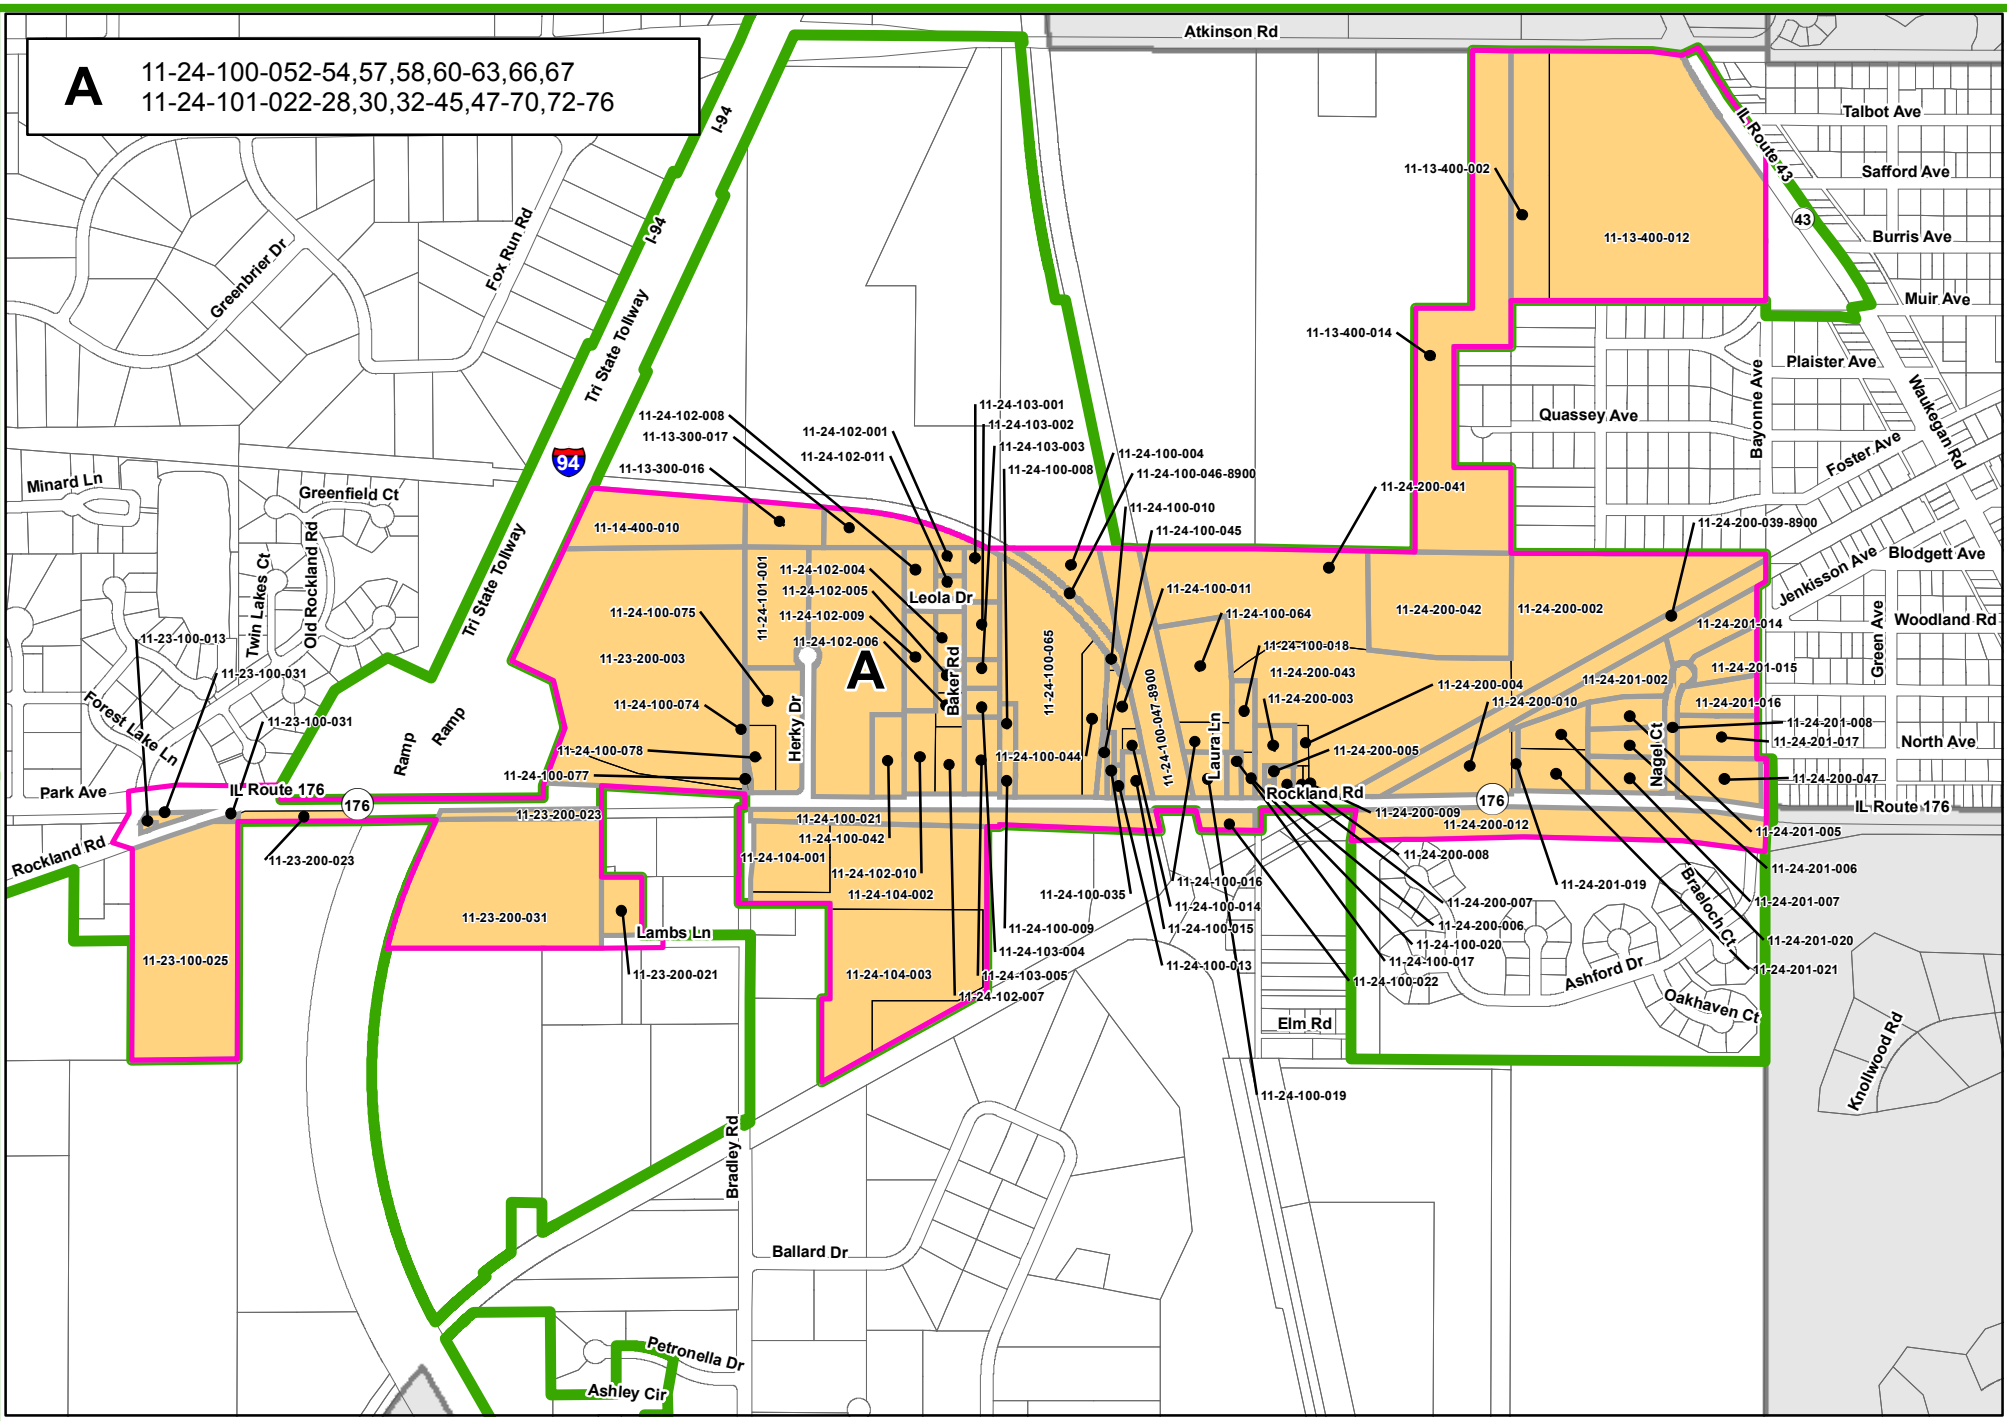 Atkinson Rd
A
11-24-100-052-54,57,58,60-63,66,67
11-24-101-022-28,30,32-45,47-70,72-76
I-94
Talbot Ave
IL Route 43
Safford Ave
11-13-400-002
43
I-94
Burris Ave
11-13-400-012
Fox Run Rd
Greenbrier Dr
Muir Ave
11-13-400-014
Tri State Tollway
Plaister Ave
Bayonne Ave
Waukegan Rd
11-24-103-001
11-24-102-008
Quassey Ave
11-24-103-002
11-24-102-001
11-13-300-017
11-24-103-003
11-24-100-004
11-24-102-011
Foster Ave
94
11-13-300-016
11-24-100-008
11-24-100-046-8900
Minard Ln
11-24-200-041
Greenfield Ct
11-24-100-010
11-24-200-039-8900
11-14-400-010
11-24-100-045
Blodgett Ave
Tri State Tollway
11-24-102-004
Jenkisson Ave
Old Rockland Rd
Twin Lakes Ct
11-24-101-001
11-24-102-005
11-24-100-011
Leola Dr
11-24-200-042
11-24-200-002
11-24-100-075
11-24-102-009
11-24-100-064
Woodland Rd
11-24-201-014
Green Ave
11-23-100-013
11-24-102-006
11-24-100-018
11-23-200-003
A
11-24-100-065
11-24-201-015
11-23-100-031
11-24-200-043
11-24-201-002
Baker Rd
11-24-200-004
11-24-200-003
11-24-200-010
11-24-201-016
11-24-100-074
11-24-100-047-8900
Forest Lake Ln
11-23-100-031
11-24-201-008
Ramp
Ramp
Herky Dr
Laura Ln
Nagel Ct
11-24-201-017
North Ave
11-24-100-078
11-24-100-044
11-24-200-005
11-24-100-077
11-24-200-047
Park Ave
IL Route 176
176
Rockland Rd
176
IL Route 176
11-23-200-023
11-24-100-021
11-24-200-009
11-24-200-012
11-24-201-005
11-24-100-042
Rockland Rd
11-23-200-023
11-24-104-001
11-24-200-008
11-24-201-006
11-24-102-010
11-24-100-016
11-24-201-019
11-24-104-002
11-24-100-035
11-24-200-007
11-24-201-007
11-24-100-014
Braeloch Ct
11-23-200-031
11-24-100-009
11-24-100-015
11-24-200-006
Lambs Ln
11-24-100-020
11-24-201-020
11-24-103-004
11-23-100-025
11-24-100-013
11-24-100-017
11-24-201-021
11-23-200-021
11-24-104-003
11-24-103-005
Ashford Dr
11-24-100-022
11-24-102-007
Oakhaven Ct
Elm Rd
Knollwood Rd
11-24-100-019
Bradley Rd
Ballard Dr
Petronella Dr
Ashley Cir